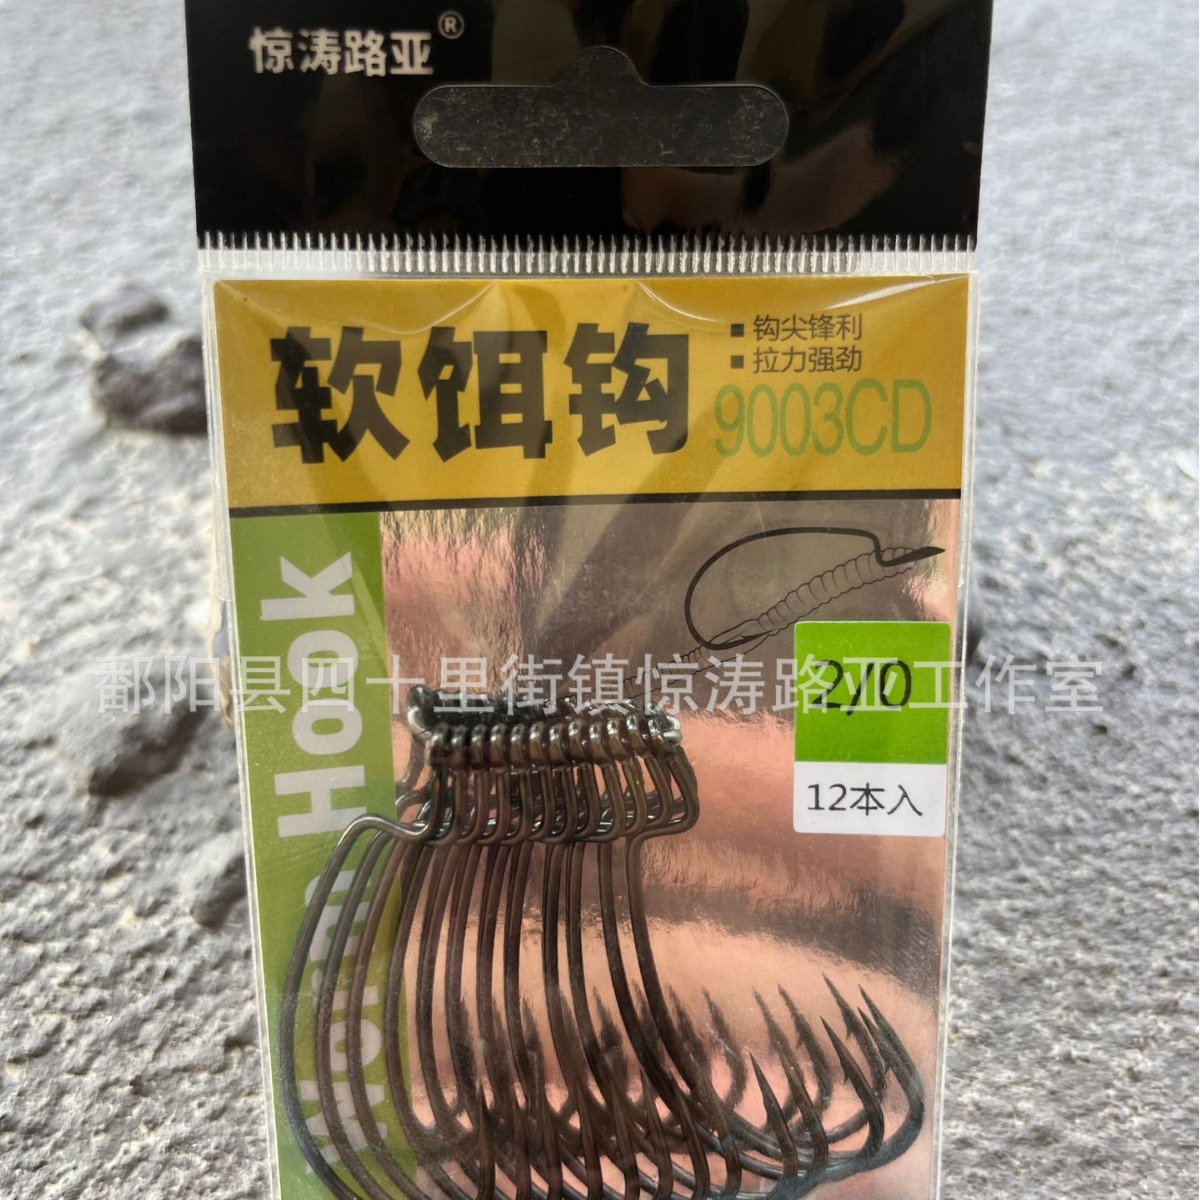 惊涛路亚®
软饵钩
■ 钩尖锋利
■ 拉力强劲
9003CD
Worm Hook
鄱阳县四十里街镇惊涛路亚工作室
2/0
12本入